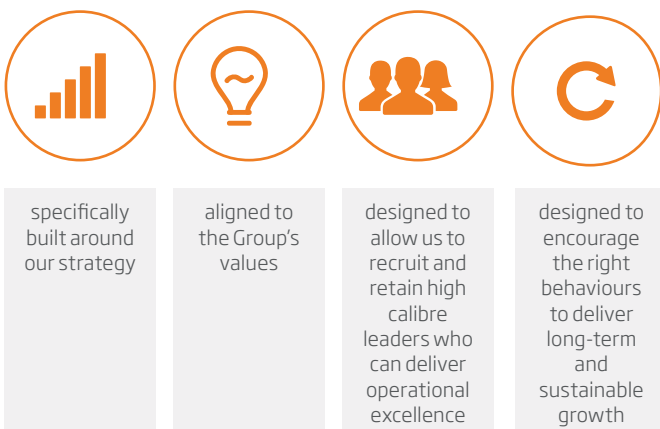 specifically
built around
our strategy
aligned to
the Group's
values
designed to
allow us to
recruit and
retain high
calibre
leaders who
can deliver
operational
excellence
designed to
encourage
the right
behaviours
to deliver
long-term
and
sustainable
growth